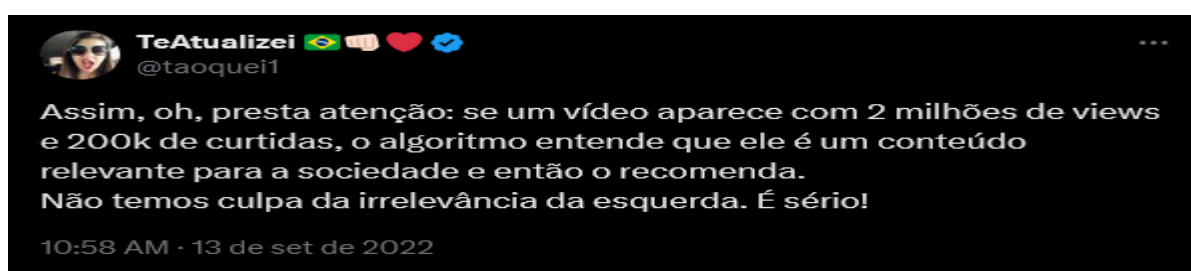 TeAtualizei 🇧🇷👊🏻❤️
@taoquei1
Assim, oh, presta atenção: se um vídeo aparece com 2 milhões de views
e 200k de curtidas, o algoritmo entende que ele é um conteúdo
relevante para a sociedade e então o recomenda.
Não temos culpa da irrelevância da esquerda. É sério!
10:58 AM · 13 de set de 2022